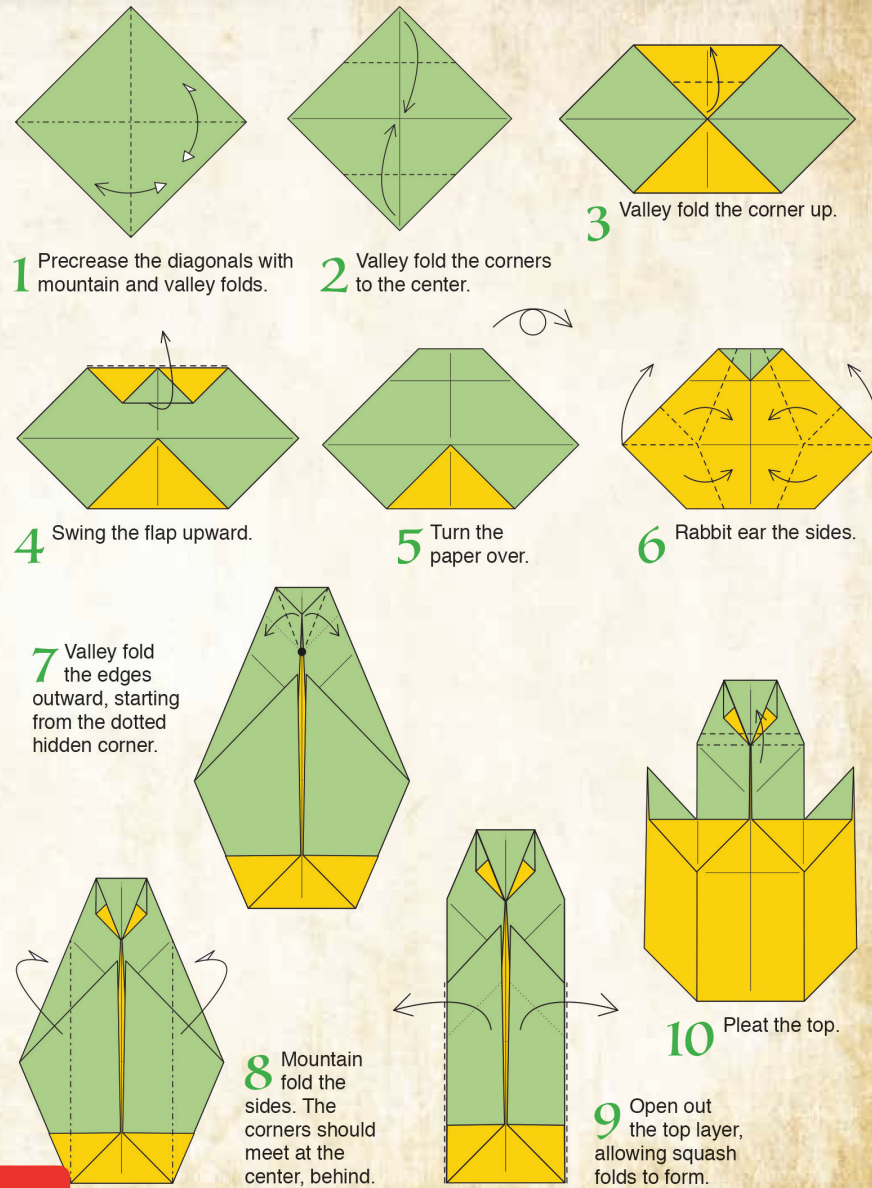 1 Precrease the diagonals with
mountain and valley folds.
2 Valley fold the corners
to the center.
3 Valley fold the corner up.
4 Swing the flap upward.
5 Turn the
paper over.
6 Rabbit ear the sides.
7 Valley fold
the edges
outward, starting
from the dotted
hidden corner.
8 Mountain
fold the
sides. The
corners should
meet at the
center, behind.
9 Open out
the top layer,
allowing squash
folds to form.
10 Pleat the top.